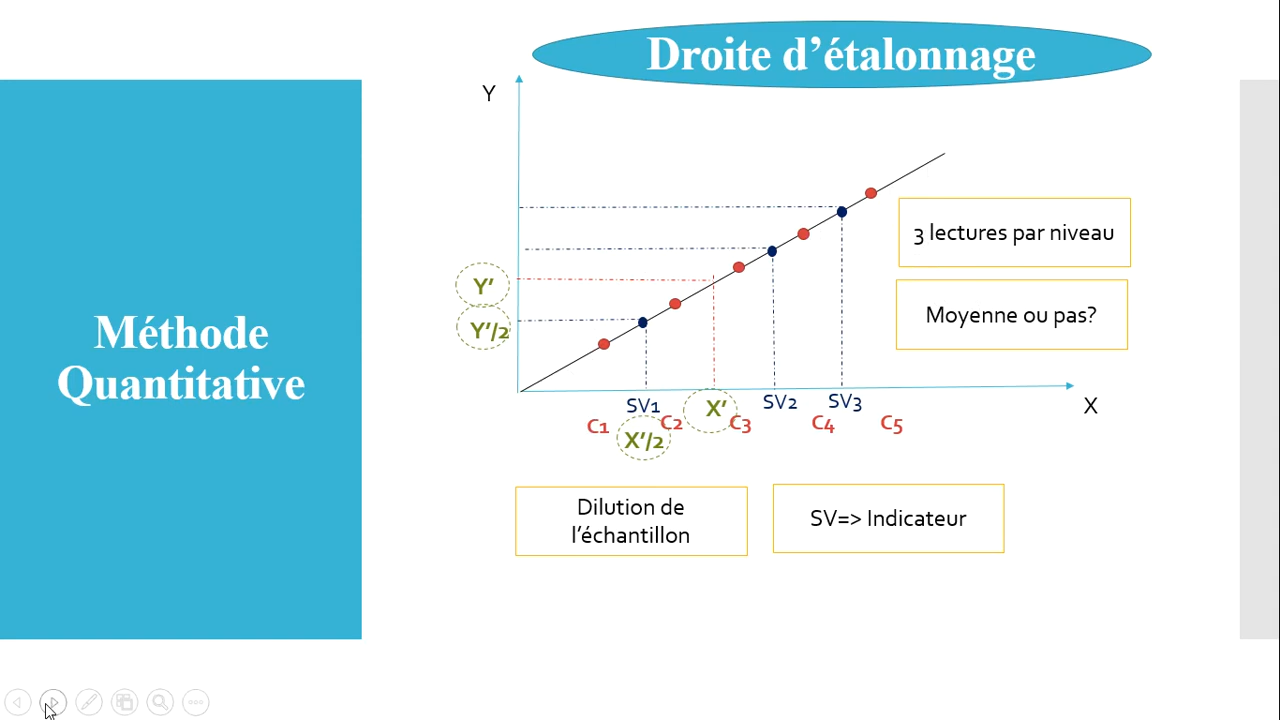 Droite d’étalonnage
Méthode
Quantitative
Y
Y'
Y'/2
3 lectures par niveau
Moyenne ou pas?
X
SV1
X'
SV2
SV3
C1
C2
C3
C4
C5
X'/2
Dilution de
l’échantillon
SV=> Indicateur